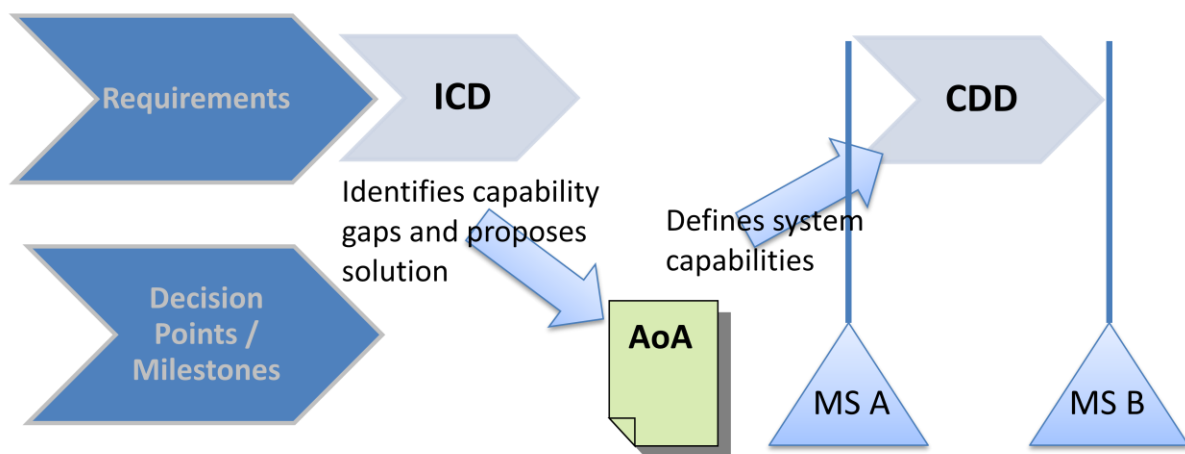 Requirements
ICD
CDD
Identifies capability
gaps and proposes
solution
Defines system
capabilities
Decision
Points /
Milestones
AoA
MS A
MS B